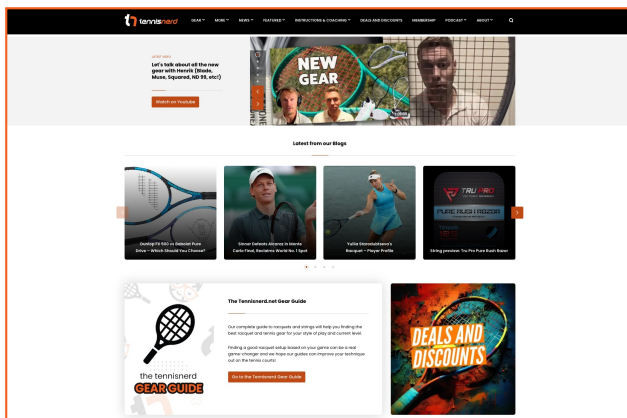 tennisnerd
GEAR
MORE
NEWS
FEATURED
INSTRUCTIONS & COACHING
DEALS AND DISCOUNTS
MEMBERSHIP
PODCAST
ABOUT
LATEST VIDEO
Let's talk about all the new
gear with Henrik (Blade,
Muse, Squared, ND 99, etc!)
Watch on Youtube
NEW
GEAR
Latest from our Blogs
Dunlop FX 500 vs Babolat Pure
Drive – Which Should You Choose?
Sinner Defeats Alcaraz in Monte
Carlo Final, Reclaims World No. 1 Spot
Yuliia Starodubtseva's
Racquet – Player Profile
TRU PRO
PURE RUSH RAZOR
String preview: Tru Pro Pure Rush Razor
the tennisnerd
GEAR GUIDE
The Tennisnerd.net Gear Guide
Our complete guide to racquets and strings will help you finding the
best racquet and tennis gear for your style of play and current level.
Finding a good racquet setup based on your game can be a real
game-changer and we hope our guides can improve your technique
out on the tennis courts!
Go to the Tennisnerd Gear Guide
DEALS AND
DISCOUNTS